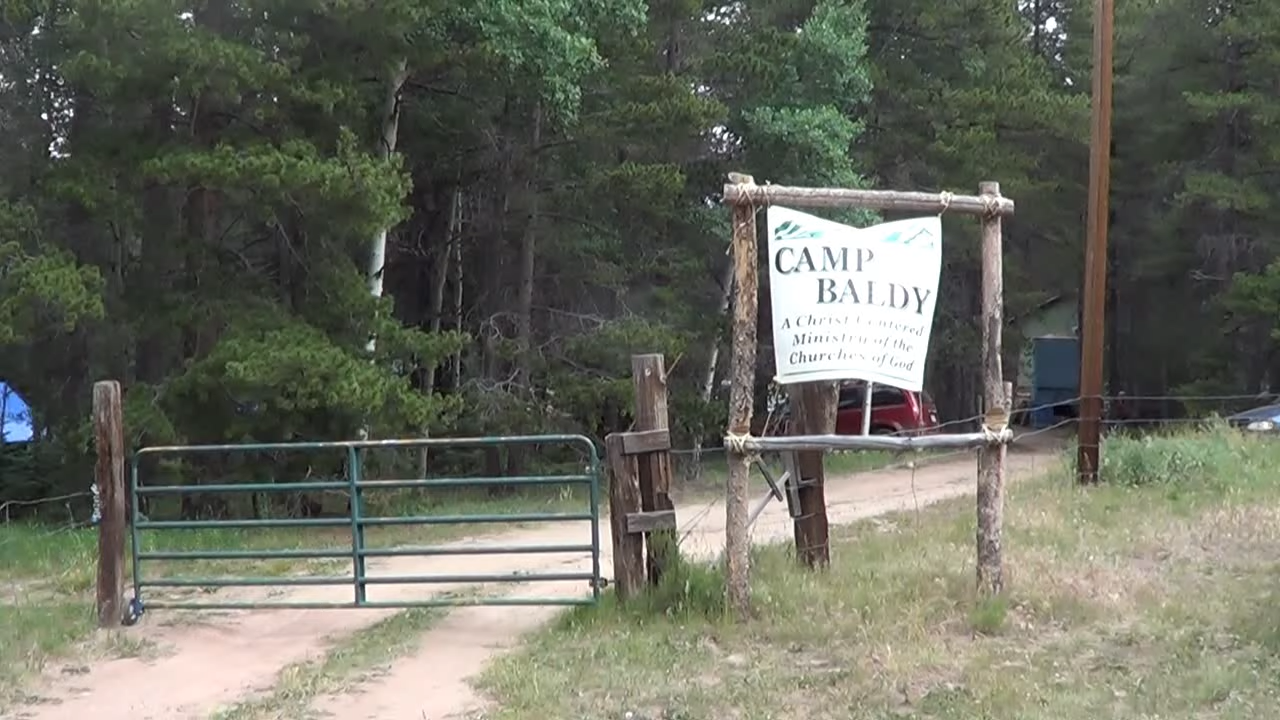 CAMP
BALDY
A Christ Centered
Ministry of the
Churches of God